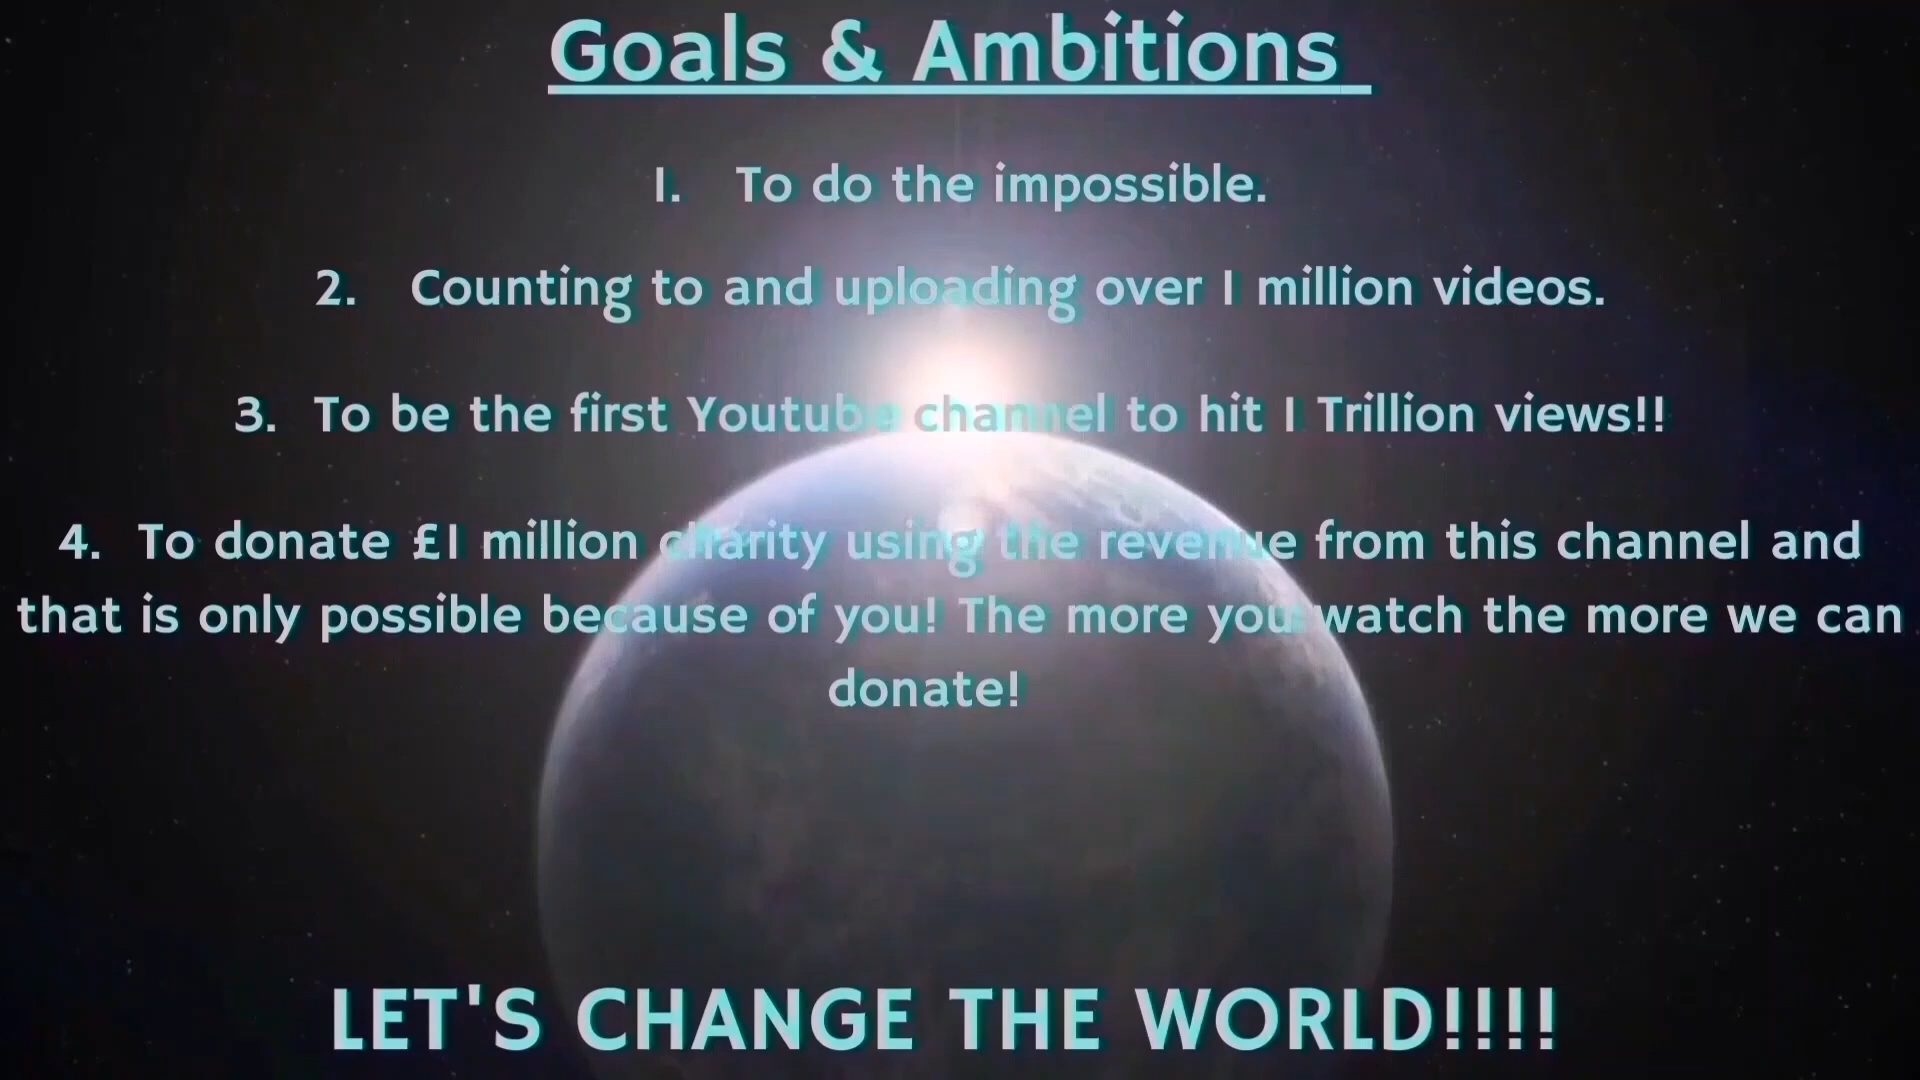 Goals & Ambitions
1. To do the impossible.
2. Counting to and uploading over 1 million videos.
3. To be the first Youtube channel to hit 1 Trillion views!!
4. To donate £1 million charity using the revenue from this channel and
that is only possible because of you! The more you watch the more we can
donate!
LET'S CHANGE THE WORLD!!!!